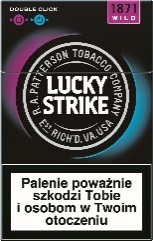 DOUBLE CLICK
1871
WILD
R.A. PATTERSON TOBACCO COMPANY
LUCKY
STRIKE
EST RICH'D. VA. USA
Palenie poważnie
szkodzi Tobie
i osobom w Twoim
otoczeniu